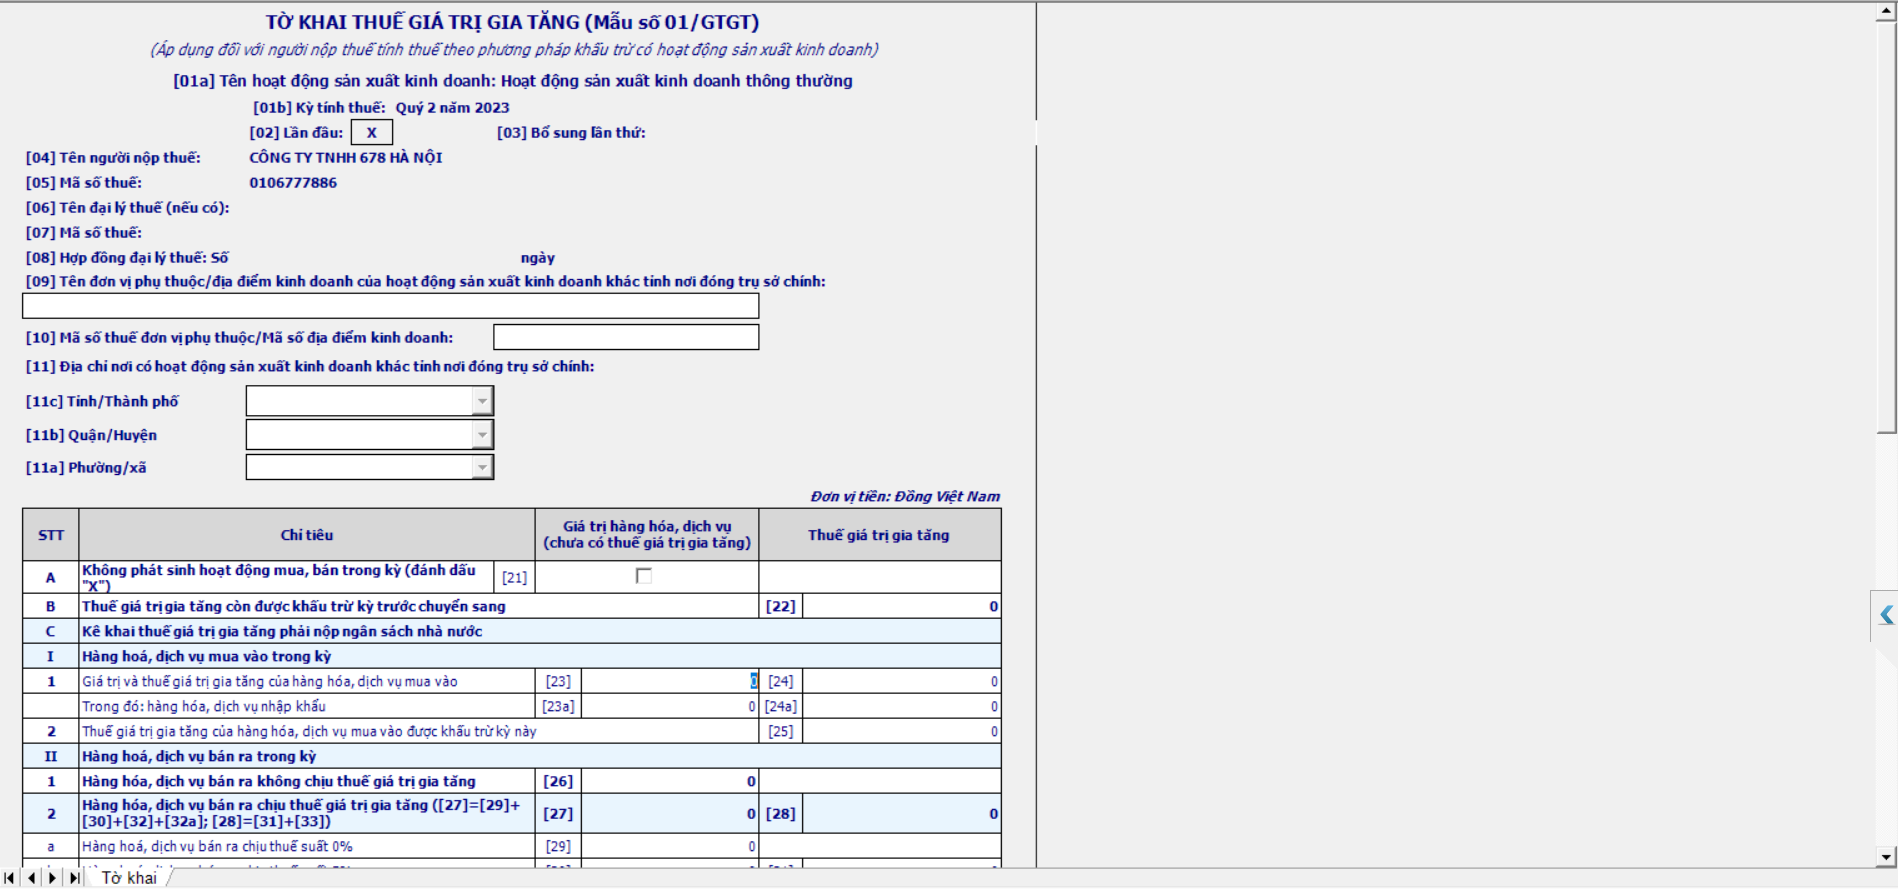 TỜ KHAI THUẾ GIÁ TRỊ GIA TĂNG (Mẫu số 01/GTGT)
(Áp dụng đối với người nộp thuế tính thuế theo phương pháp khấu trừ có hoạt động sản xuất kinh doanh)
[01a] Tên hoạt động sản xuất kinh doanh: Hoạt động sản xuất kinh doanh thông thường
[01b] Kỳ tính thuế: Quý 2 năm 2023
[02] Lần đầu: X [03] Bổ sung lần thứ:
[04] Tên người nộp thuế: CÔNG TY TNHH 678 HÀ NỘI
[05] Mã số thuế: 0106777886
[06] Tên đại lý thuế (nếu có):
[07] Mã số thuế:
[08] Hợp đồng đại lý thuế: Số ngày
[09] Tên đơn vị phụ thuộc/địa điểm kinh doanh của hoạt động sản xuất kinh doanh khác tỉnh nơi đóng trụ sở chính:
[10] Mã số thuế đơn vị phụ thuộc/Mã số địa điểm kinh doanh:
[11] Địa chỉ nơi có hoạt động sản xuất kinh doanh khác tỉnh nơi đóng trụ sở chính:
[11c] Tỉnh/Thành phố
[11b] Quận/Huyện
[11a] Phường/xã
Đơn vị tiền: Đồng Việt Nam
STT Chỉ tiêu Giá trị hàng hóa, dịch vụ (chưa có thuế giá trị gia tăng) Thuế giá trị gia tăng
A Không phát sinh hoạt động mua, bán trong kỳ (đánh dấu "X") [21]
B Thuế giá trị gia tăng còn được khấu trừ kỳ trước chuyển sang [22] 0
C Kê khai thuế giá trị gia tăng phải nộp ngân sách nhà nước
I Hàng hoá, dịch vụ mua vào trong kỳ
1 Giá trị và thuế giá trị gia tăng của hàng hóa, dịch vụ mua vào [23] 0 [24] 0
Trong đó: hàng hóa, dịch vụ nhập khẩu [23a] 0 [24a] 0
2 Thuế giá trị gia tăng của hàng hóa, dịch vụ mua vào được khấu trừ kỳ này [25] 0
II Hàng hoá, dịch vụ bán ra trong kỳ
1 Hàng hóa, dịch vụ bán ra không chịu thuế giá trị gia tăng [26] 0
2 Hàng hóa, dịch vụ bán ra chịu thuế giá trị gia tăng ([27]=[29]+
[30]+[32]+[32a]; [28]=[31]+[33]) [27] 0 [28] 0
a Hàng hoá, dịch vụ bán ra chịu thuế suất 0% [29] 0
Tờ khai